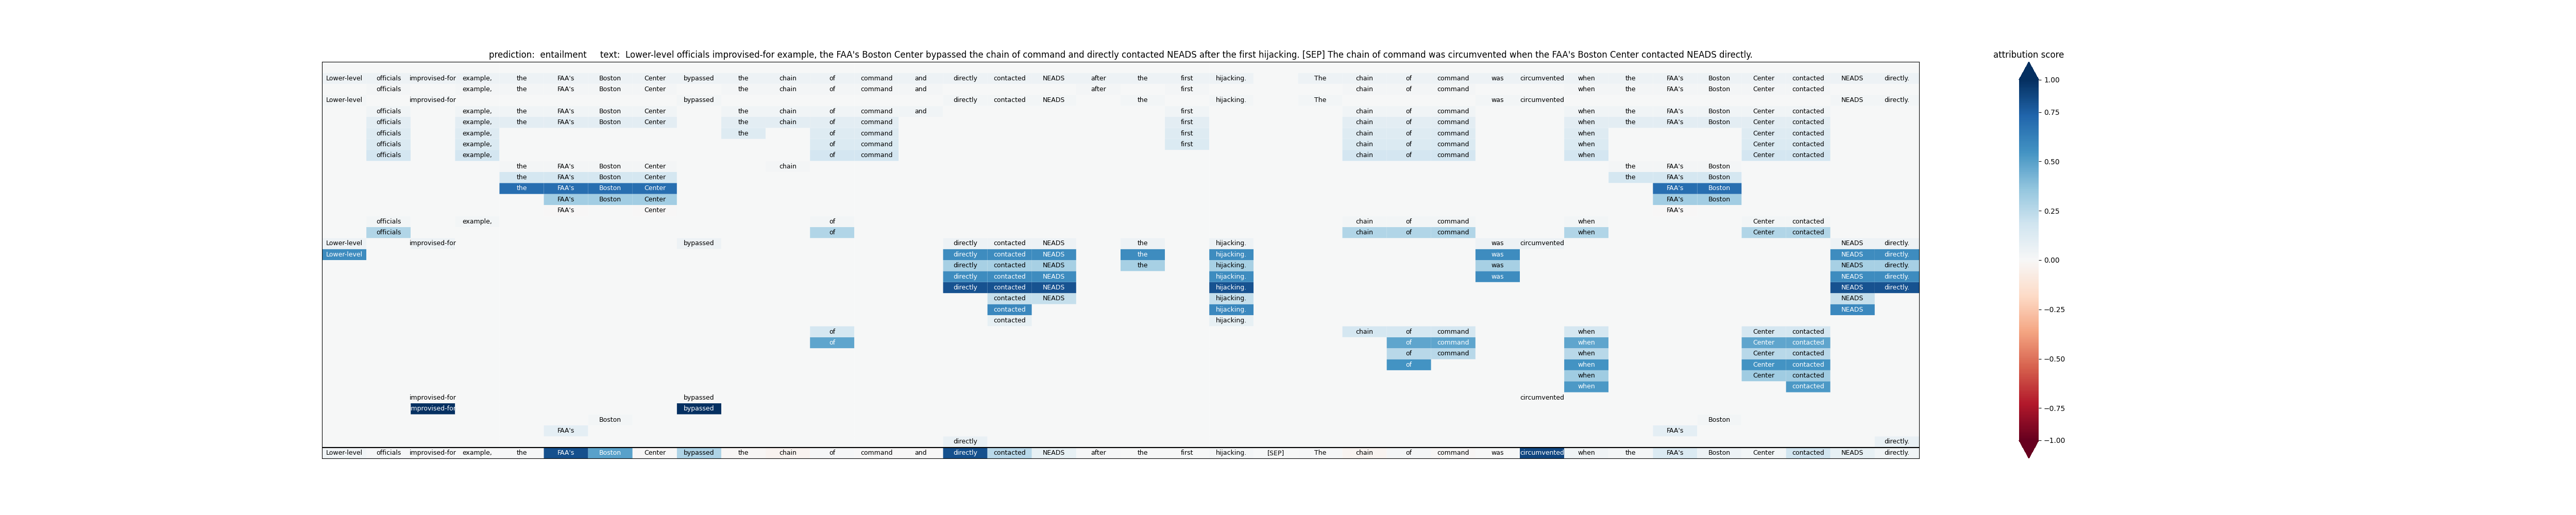 prediction: entailment text: Lower-level officials improvised-for example, the FAA's Boston Center bypassed the chain of command and directly contacted NEADS after the first hijacking. [SEP] The chain of command was circumvented when the FAA's Boston Center contacted NEADS directly.
attribution score
Lower-level officials improvised-for example, the FAA's Boston Center bypassed the chain of command and directly contacted NEADS after the first hijacking. The chain of command was circumvented when the FAA's Boston Center contacted NEADS directly.
officials example, the FAA's Boston Center the chain of command and after first chain of command when the FAA's Boston Center contacted
Lower-level improvised-for bypassed directly contacted NEADS the hijacking. The was circumvented NEADS directly.
officials example, the FAA's Boston Center the chain of command and first chain of command when the FAA's Boston Center contacted
officials example, the FAA's Boston Center the chain of command first chain of command when the FAA's Boston Center contacted
officials example, the of command first chain of command when Center contacted
officials example, of command first chain of command when Center contacted
officials example, of command chain of command when Center contacted
the FAA's Boston Center chain the FAA's Boston
the FAA's Boston Center the FAA's Boston
the FAA's Boston Center FAA's Boston
FAA's Boston Center FAA's Boston
FAA's Center FAA's
officials example, of chain of command when Center contacted
officials of chain of command when Center contacted
Lower-level improvised-for bypassed directly contacted NEADS the hijacking. was circumvented NEADS directly.
Lower-level directly contacted NEADS the hijacking. was NEADS directly.
directly contacted NEADS the hijacking. was NEADS directly.
directly contacted NEADS hijacking. was NEADS directly.
directly contacted NEADS hijacking. NEADS directly.
contacted NEADS hijacking. NEADS
contacted hijacking. NEADS
contacted hijacking.
of chain of command when Center contacted
of of command when Center contacted
of command when Center contacted
of when Center contacted
when Center contacted
when contacted
improvised-for bypassed circumvented
improvised-for bypassed
Boston Boston
FAA's FAA's
directly directly.
Lower-level officials improvised-for example, the FAA's Boston Center bypassed the chain of command and directly contacted NEADS after the first hijacking. [SEP] The chain of command was circumvented when the FAA's Boston Center contacted NEADS directly.
1.00
0.75
0.50
0.25
0.00
−0.25
−0.50
−0.75
−1.00